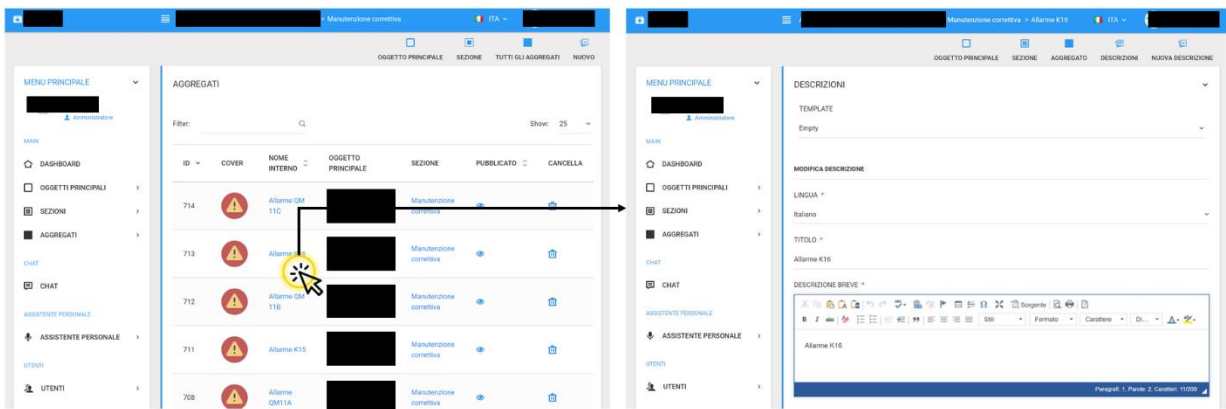 > Manutenzione correttiva
ITA
OGGETTO PRINCIPALE SEZIONE TUTTI GLI AGGREGATI NUOVO
MENU PRINCIPALE
Amministratore
MAIN
DASHBOARD
OGGETTI PRINCIPALI
SEZIONI
AGGREGATI
CHAT
CHAT
ASSISTENTE PERSONALE
ASSISTENTE PERSONALE
UTENTI
UTENTI
AGGREGATI
Filter: Show: 25
ID COVER NOME INTERNO OGGETTO PRINCIPALE SEZIONE PUBBLICATO CANCELLA
714 Allarme QM 11C Manutenzione correttiva
713 Allarme K16 Manutenzione correttiva
712 Allarme QM 11B Manutenzione correttiva
711 Allarme K15 Manutenzione correttiva
708 Allarme QM11A Manutenzione correttiva
Manutenzione correttiva > Allarme K16
ITA
OGGETTO PRINCIPALE SEZIONE AGGREGATO DESCRIZIONI NUOVA DESCRIZIONE
MENU PRINCIPALE
Amministratore
MAIN
DASHBOARD
OGGETTI PRINCIPALI
SEZIONI
AGGREGATI
CHAT
CHAT
ASSISTENTE PERSONALE
ASSISTENTE PERSONALE
UTENTI
UTENTI
DESCRIZIONI
TEMPLATE
Empty
MODIFICA DESCRIZIONE
LINGUA *
Italiano
TITOLO *
Allarme K16
DESCRIZIONE BREVE *
Sorgente
B I abc Stili Formato Carattere Di...
Allarme K16
Paragrafi: 1, Parole: 2, Caratteri: 11/200